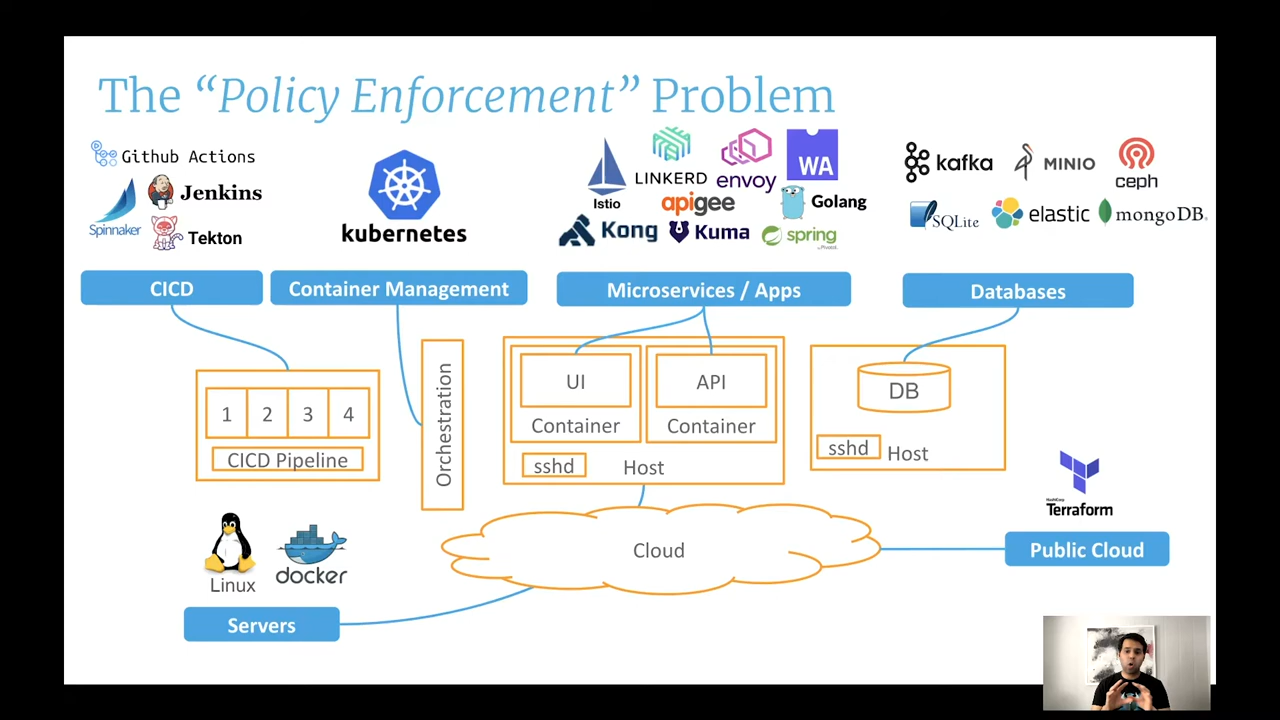 The “Policy Enforcement” Problem
Github Actions
Jenkins
Spinnaker
Tekton
kubernetes
Istio
LINKERD
envoy
WA
apigee
Golang
Kong
Kuma
spring
kafka
MINIO
ceph
SQLite
elastic
mongoDB
CICD
Container Management
Microservices / Apps
Databases
1 2 3 4
CICD Pipeline
Orchestration
UI
Container
API
Container
sshd
Host
DB
sshd
Host
HashiCorp
Terraform
Cloud
Public Cloud
Linux
docker
Servers